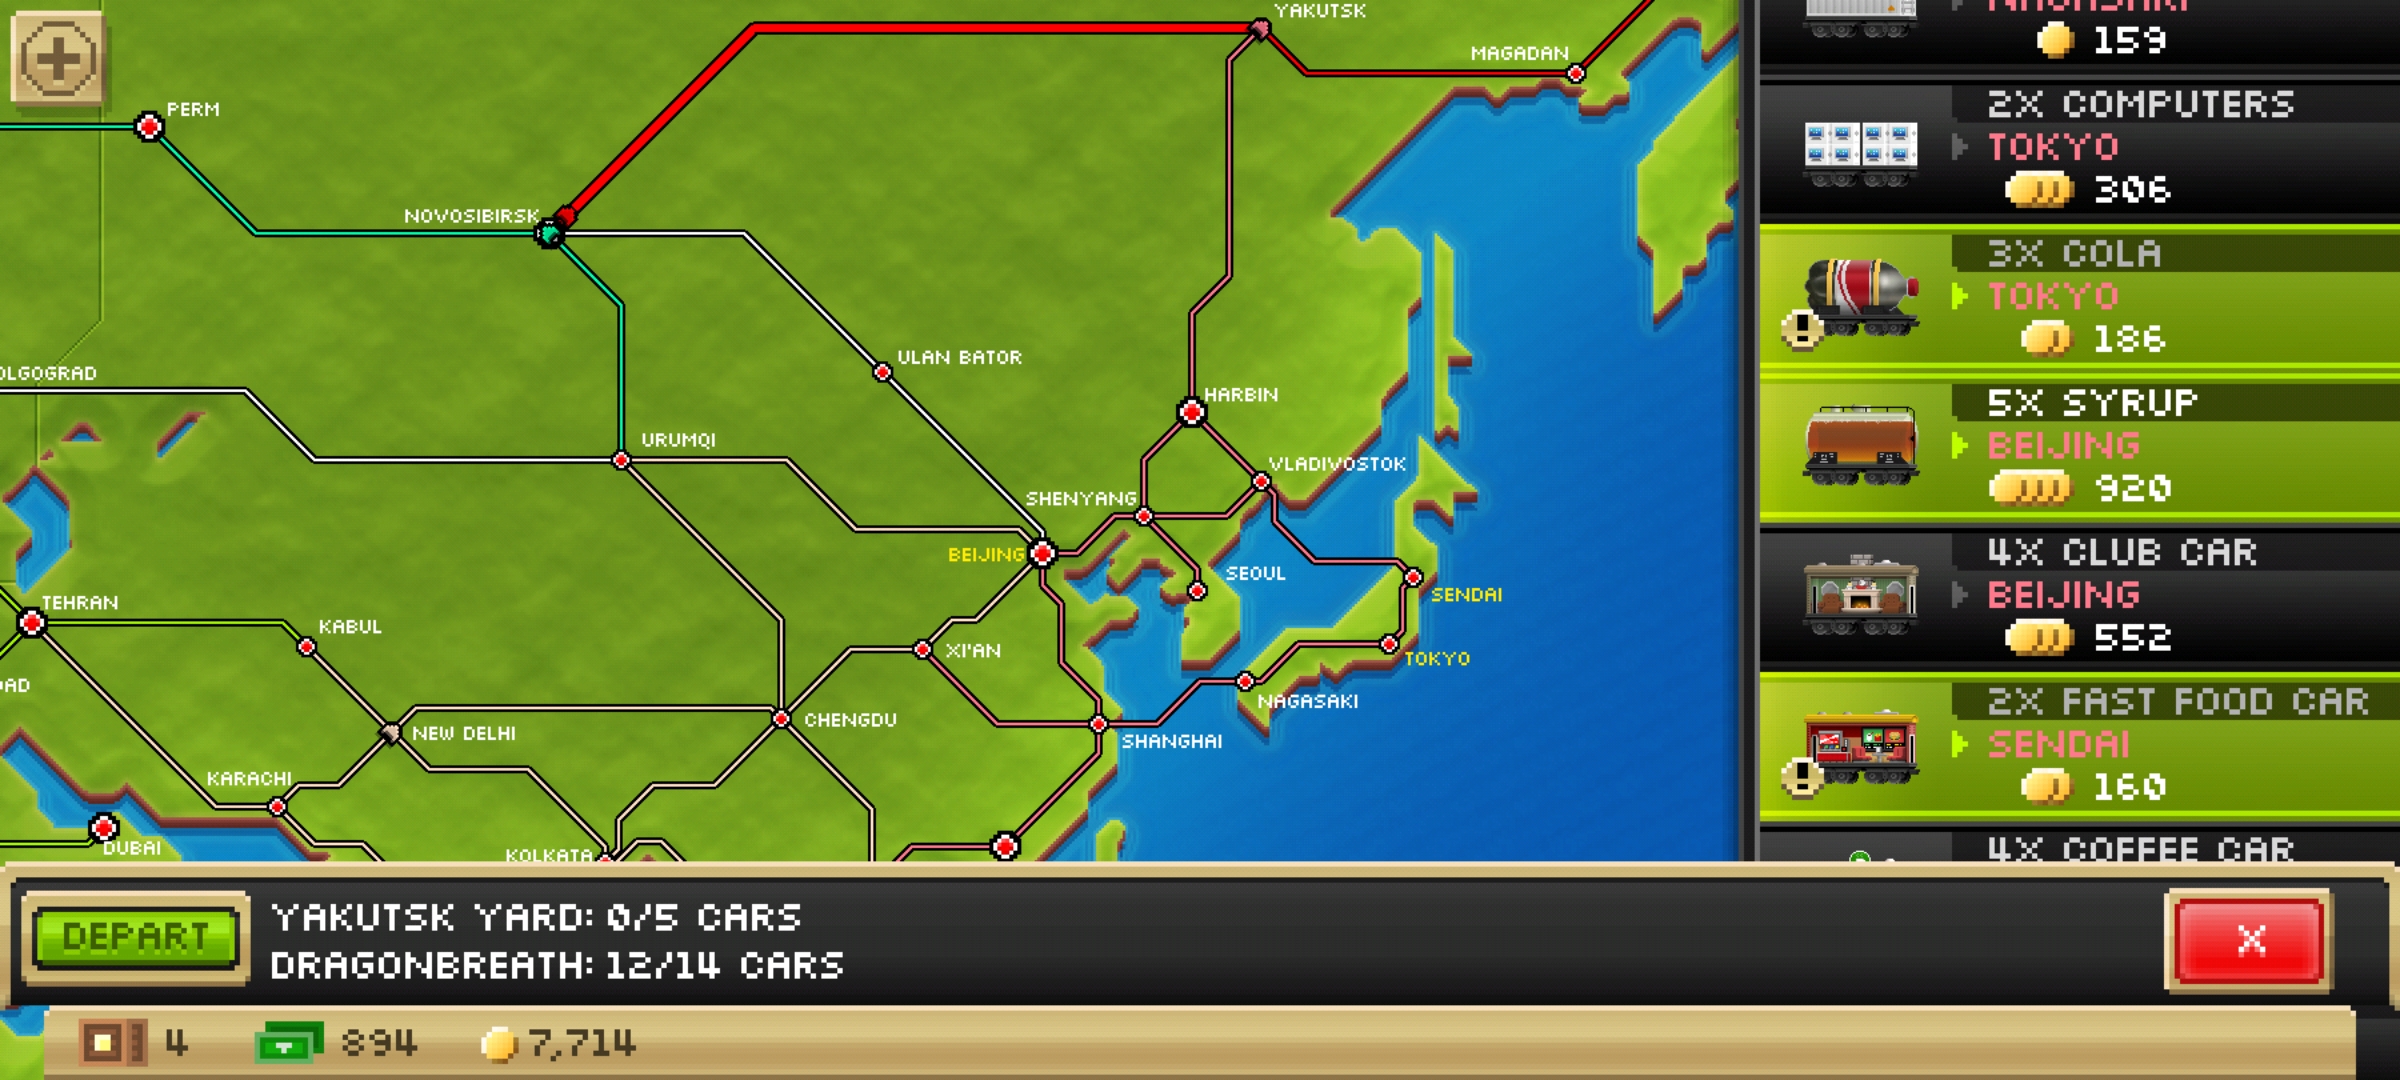 YAKUTSK
MAGADAN
PERM
NOVOSIBIRSK
ULAN BATOR
OLGOGRAD
HARBIN
URUMQI
VLADIVOSTOK
SHENYANG
BEIJING
SEOUL
SENDAI
TEHRAN
KABUL
XI'AN
TOKYO
AD
NAGASAKI
CHENGDU
NEW DELHI
SHANGHAI
KARACHI
DUBAI
KOLKATA
NAGASAKI
159
2X COMPUTERS
TOKYO
306
3X COLA
TOKYO
186
5X SYRUP
BEIJING
920
4X CLUB CAR
BEIJING
552
2X FAST FOOD CAR
SENDAI
160
4X COFFEE CAR
DEPART
YAKUTSK YARD: 0/5 CARS
DRAGONBREATH: 12/14 CARS
X
4
894
7,714